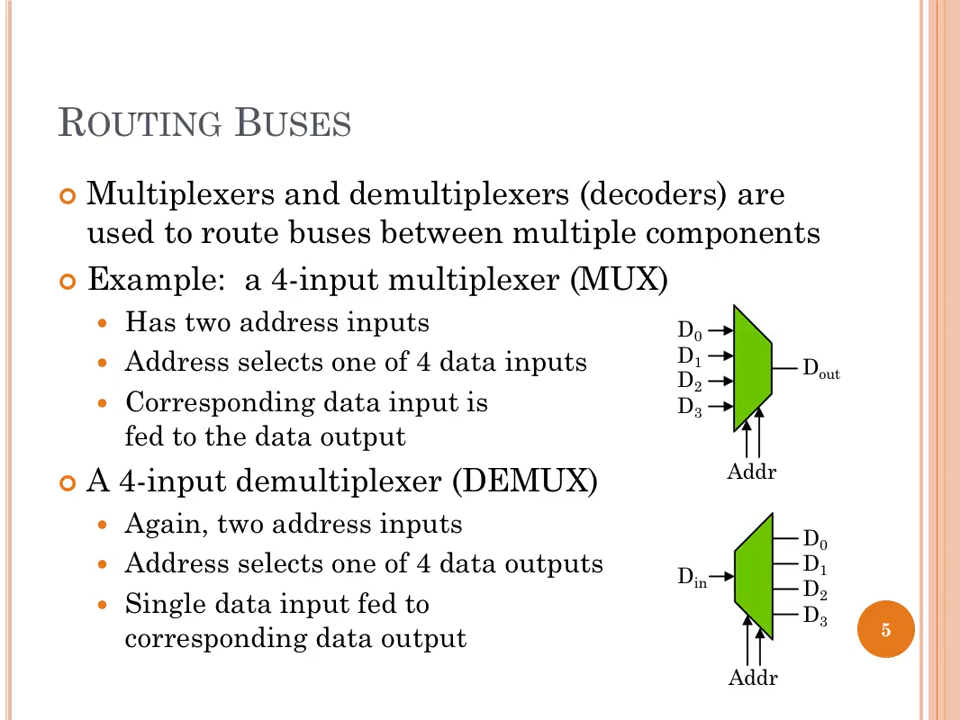 ROUTING BUSES
Multiplexers and demultiplexers (decoders) are
used to route buses between multiple components
Example: a 4-input multiplexer (MUX)
Has two address inputs
Address selects one of 4 data inputs
Corresponding data input is
fed to the data output
D0
D1
D2
D3
Dout
Addr
A 4-input demultiplexer (DEMUX)
Again, two address inputs
Address selects one of 4 data outputs
Single data input fed to
corresponding data output
Din
D0
D1
D2
D3
Addr
5